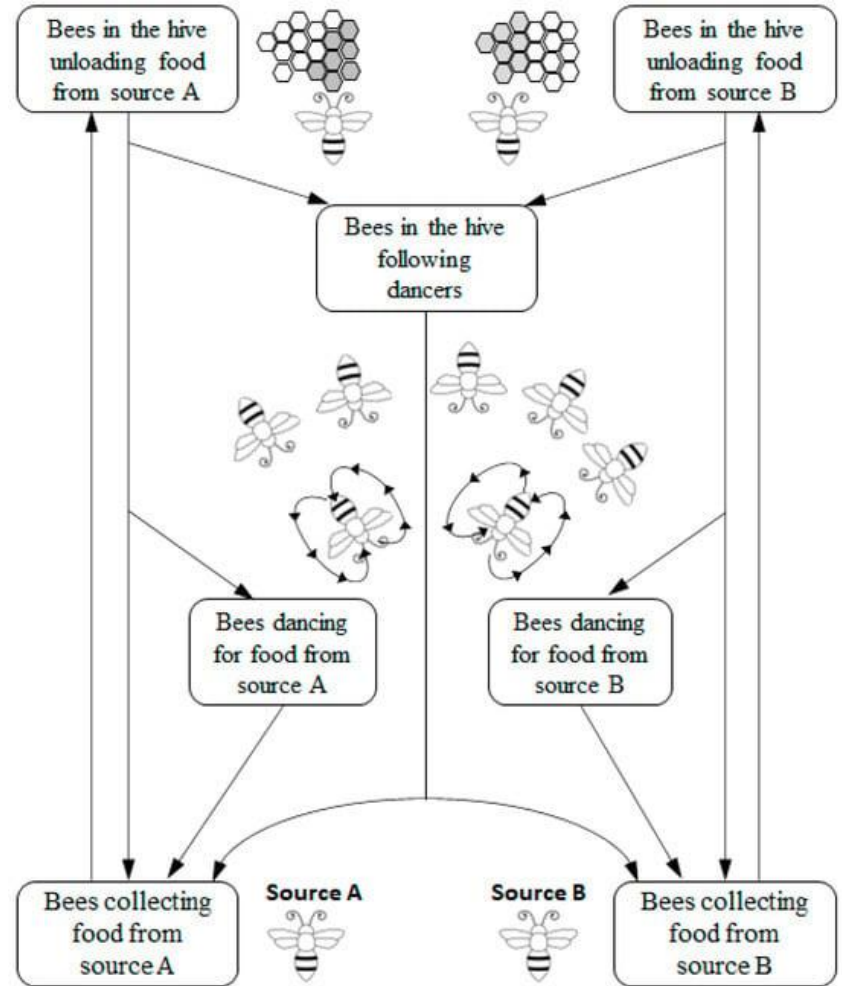 Bees in the hive
unloading food
from source A
Bees in the hive
unloading food
from source B
Bees in the hive
following
dancers
Bees dancing
for food from
source A
Bees dancing
for food from
source B
Source A
Source B
Bees collecting
food from
source A
Bees collecting
food from
source B